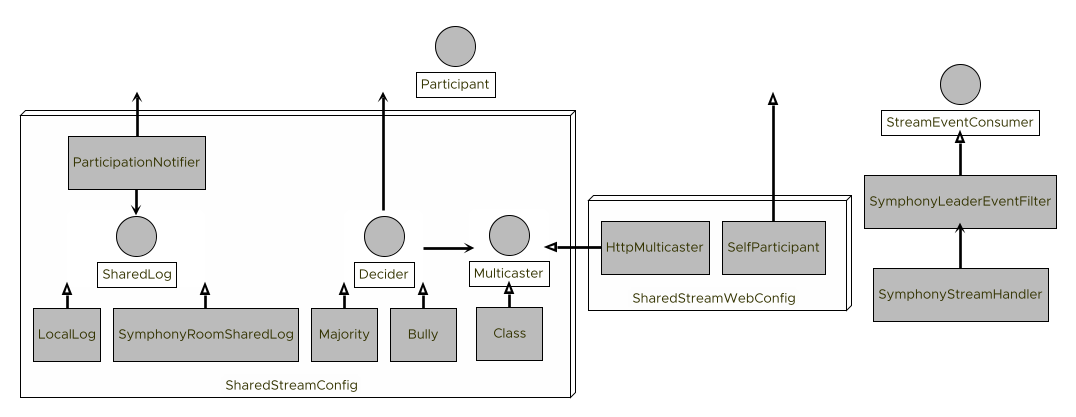 Participant
StreamEventConsumer
ParticipationNotifier
SymphonyLeaderEventFilter
HttpMulticaster
SelfParticipant
SharedLog
Decider
Multicaster
SymphonyStreamHandler
SharedStreamWebConfig
LocalLog
SymphonyRoomSharedLog
Majority
Bully
Class
SharedStreamConfig